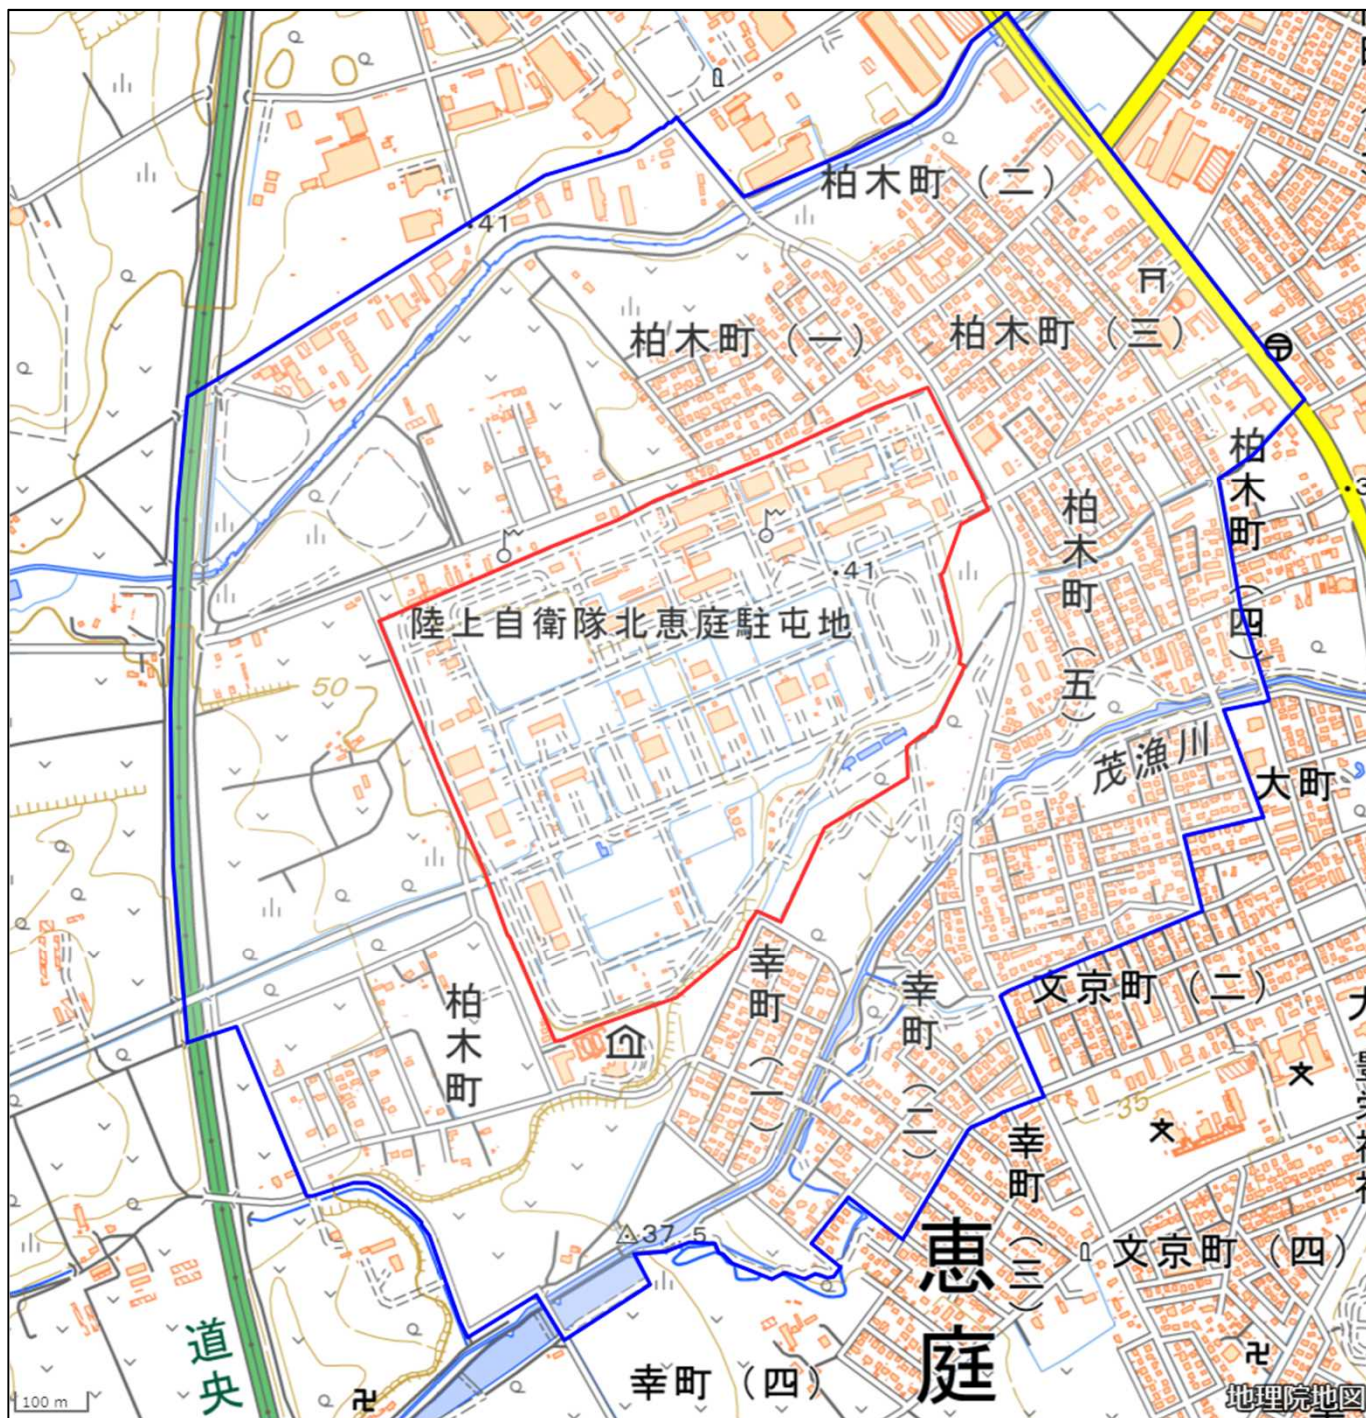 柏木町（二）
41
柏木町（一）
柏木町（三）
柏木町（四）
柏木町（五）
41
陸上自衛隊北恵庭駐屯地
50
茂漁川
大町
幸町（一）
幸町（二）
文京町（二）
柏木町
35
幸町（三）
37.5
文京町（四）
恵庭
道央
幸町（四）
100 m
地理院地図